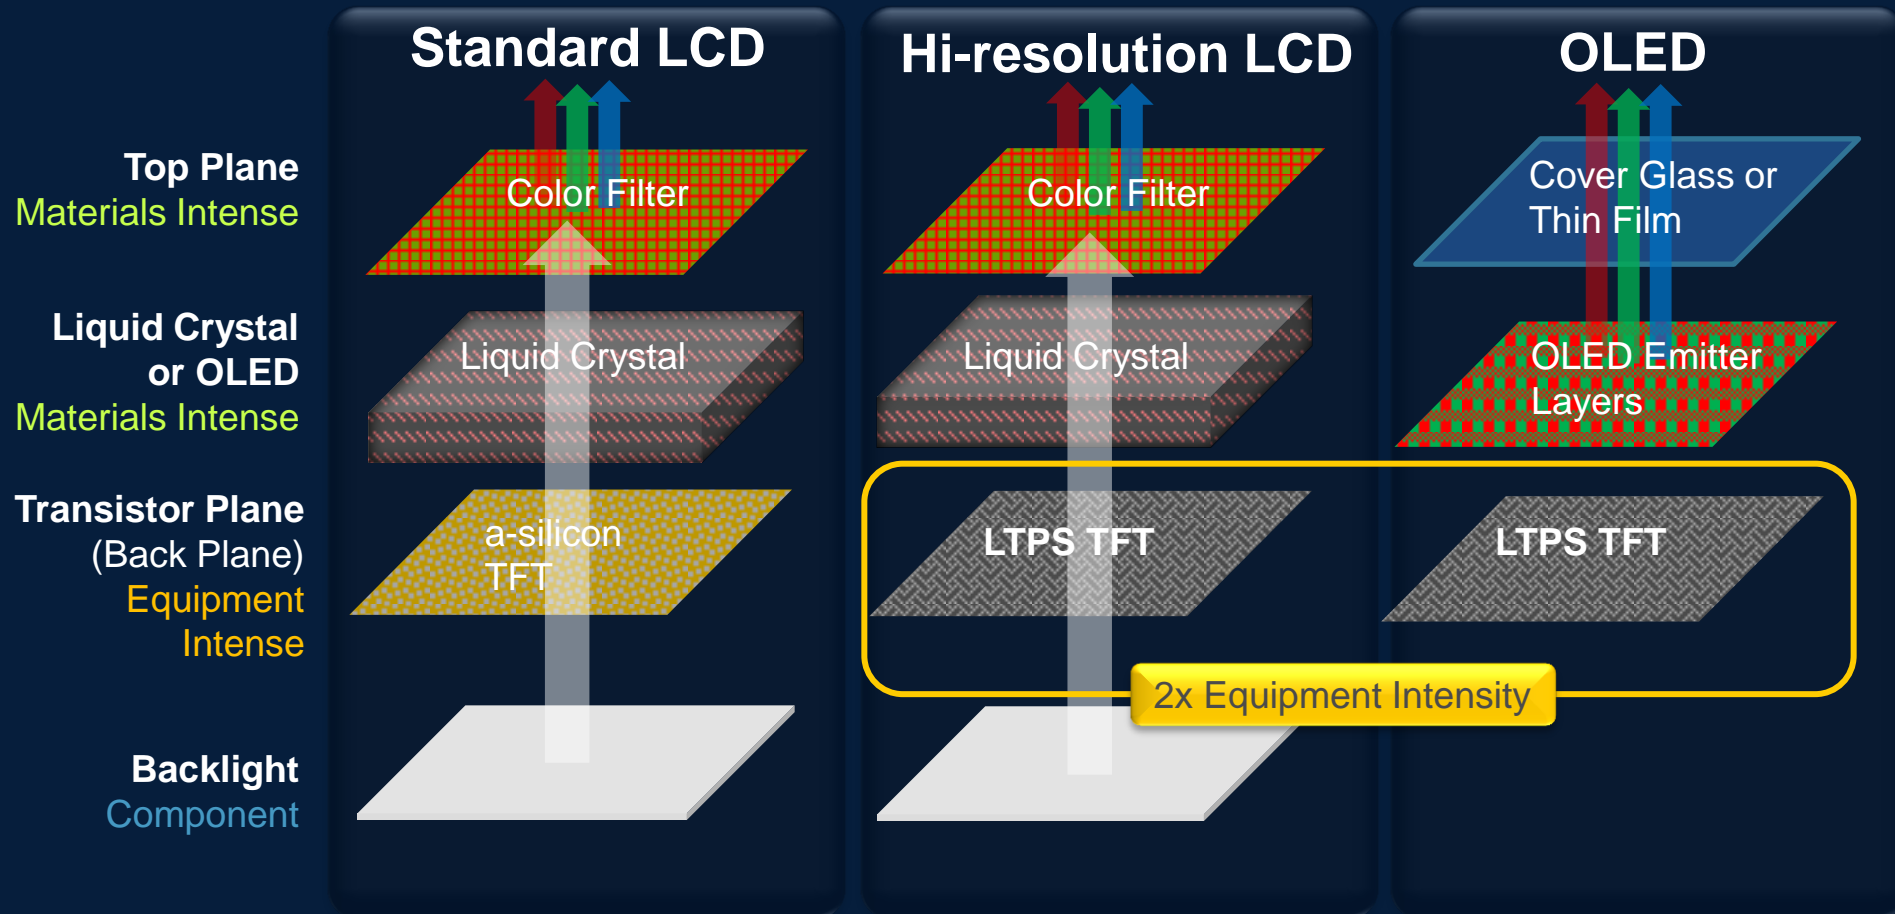 Standard LCD
Hi-resolution LCD
OLED
Top Plane
Materials Intense
Color Filter
Color Filter
Cover Glass or
Thin Film
Liquid Crystal
or OLED
Materials Intense
Liquid Crystal
Liquid Crystal
OLED Emitter
Layers
Transistor Plane
(Back Plane)
Equipment
Intense
a-silicon
TFT
LTPS TFT
LTPS TFT
2x Equipment Intensity
Backlight
Component